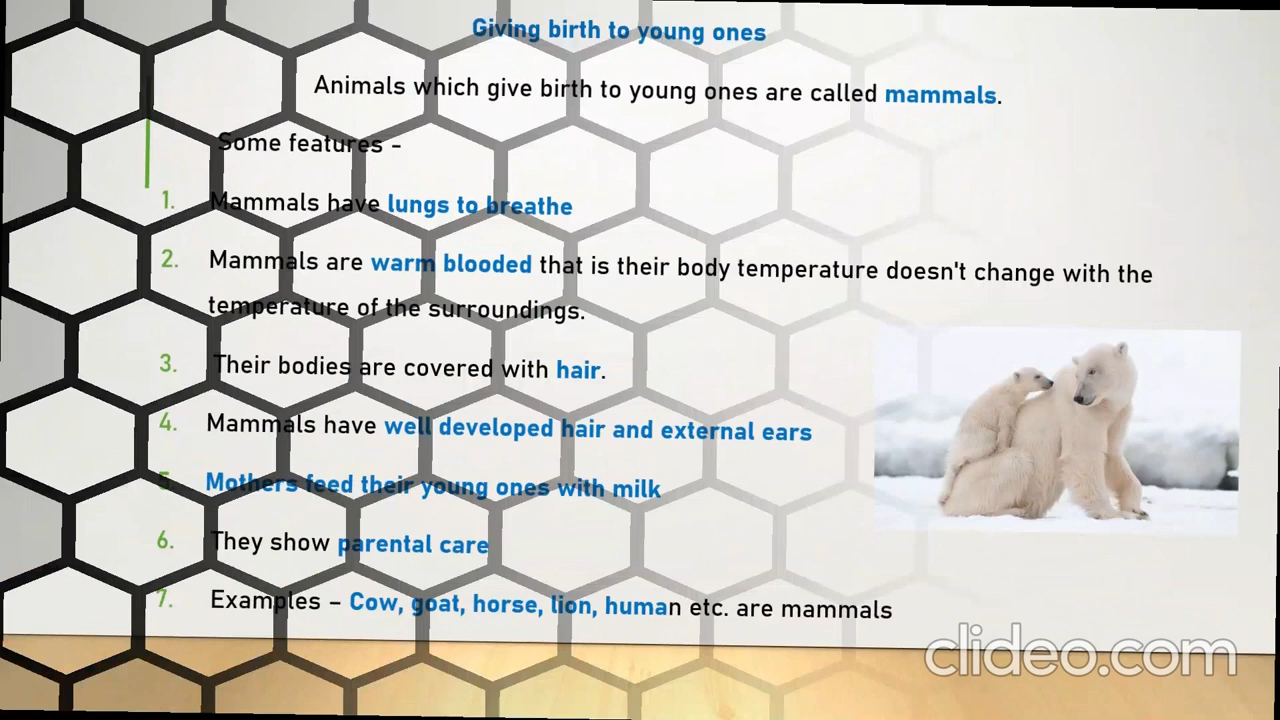 Giving birth to young ones
Animals which give birth to young ones are called mammals.
Some features –
1. Mammals have lungs to breathe
2. Mammals are warm blooded that is their body temperature doesn't change with the
temperature of the surroundings.
3. Their bodies are covered with hair.
4. Mammals have well developed hair and external ears
5. Mothers feed their young ones with milk
6. They show parental care
7. Examples – Cow, goat, horse, lion, human etc. are mammals
clideo.com